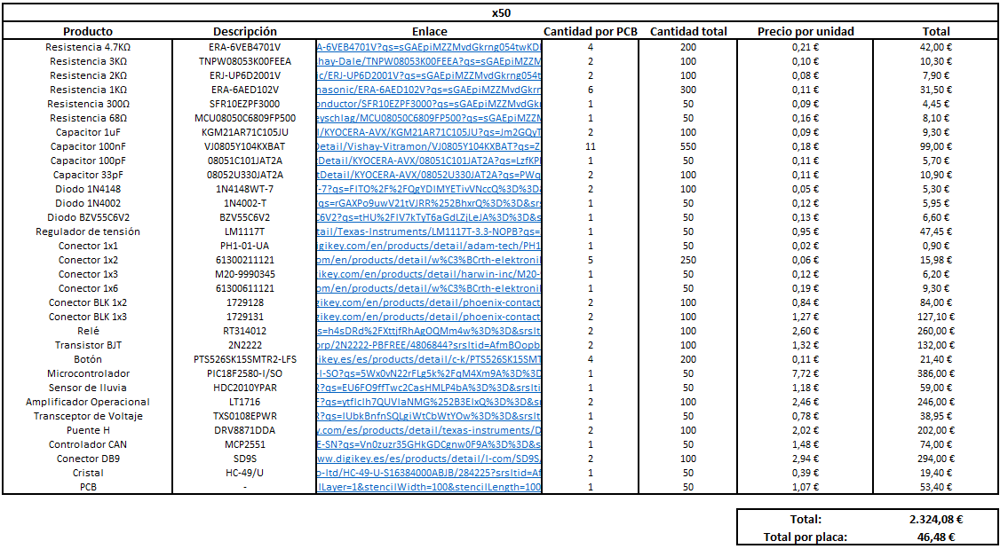 x50
Producto Descripción Enlace Cantidad por PCB Cantidad total Precio por unidad Total
Resistencia 4.7KΩ ERA-6VEB4701V A-6VEB4701V?qs=sGAEpiMZZMvdGkrng054twKD 4 200 0,21 € 42,00 €
Resistencia 3KΩ TNPW08053K00FEEA hay-Dale/TNPW08053K00FEEA?qs=sGAEpiMZZM 2 100 0,10 € 10,30 €
Resistencia 2KΩ ERJ-UP6D2001V ic/ERJ-UP6D2001V?qs=sGAEpiMZZMvdGkrng054t 2 100 0,08 € 7,90 €
Resistencia 1KΩ ERA-6AED102V nasonic/ERA-6AED102V?qs=sGAEpiMZZMvdGkrn 6 300 0,11 € 31,50 €
Resistencia 300Ω SFR10EZPF3000 onductor/SFR10EZPF3000?qs=sGAEpiMZZMvdGkr 1 50 0,09 € 4,45 €
Resistencia 68Ω MCU08050C6809FP500 eyschlag/MCU08050C6809FP500?qs=sGAEpiMZZM 1 50 0,16 € 8,10 €
Capacitor 1uF KGM21AR71C105JU l/KYOCERA-AVX/KGM21AR71C105JU?qs=Jm2GQyT 2 100 0,09 € 9,30 €
Capacitor 100nF VJ0805Y104KXBAT Detail/Vishay-Vitramon/VJ0805Y104KXBAT?qs=Z 11 550 0,18 € 99,00 €
Capacitor 100pF 08051C101JAT2A tDetail/KYOCERA-AVX/08051C101JAT2A?qs=LzfKP 1 50 0,11 € 5,70 €
Capacitor 33pF 08052U330JAT2A tDetail/KYOCERA-AVX/08052U330JAT2A?qs=PWq 2 100 0,11 € 10,90 €
Diodo 1N4148 1N4148WT-7 -7?qs=FITO%2F%2FQgYDIMYETivVNccQ%3D%3D& 2 100 0,05 € 5,30 €
Diodo 1N4002 1N4002-T ?qs=rGAXPo9uwV21tVJRR%252BhxrQ%3D%3D&srs 1 50 0,12 € 5,95 €
Diodo BZV55C6V2 BZV55C6V2 C6V2?qs=tHU%2FIV7kTyT6aGdLZjLeJA%3D%3D&s 1 50 0,13 € 6,60 €
Regulador de tensión LM1117T tail/Texas-Instruments/LM1117T-3.3-NOPB?qs= 1 50 0,95 € 47,45 €
Conector 1x1 PH1-01-UA igikey.com/en/products/detail/adam-tech/PH1 1 50 0,02 € 0,90 €
Conector 1x2 61300211121 om/en/products/detail/w%C3%BCrth-elektroni 5 250 0,06 € 15,98 €
Conector 1x3 M20-9990345 ikey.com/en/products/detail/harwin-inc/M20- 1 50 0,12 € 6,20 €
Conector 1x6 61300611121 om/en/products/detail/w%C3%BCrth-elektroni 1 50 0,19 € 9,30 €
Conector BLK 1x2 1729128 gikey.com/en/products/detail/phoenix-contact 2 100 0,84 € 84,00 €
Conector BLK 1x3 1729131 gikey.com/en/products/detail/phoenix-contact 2 100 1,27 € 127,10 €
Relé RT314012 s=h4sDRd%2FXttjfRhAgOQMm4w%3D%3D&srslt 2 100 2,60 € 260,00 €
Transistor BJT 2N2222 orp/2N2222-PBFREE/4806844?srsltid=AfmBOopb 2 100 1,32 € 132,00 €
Botón PTS526SK15SMTR2-LFS ikey.es/es/products/detail/c-k/PTS526SK15SMT 4 200 0,11 € 21,40 €
Microcontrolador PIC18F2580-I/SO -I-SO?qs=5Wx0vN22rFLg5k%2FqM4Xm9A%3D%3D 1 50 7,72 € 386,00 €
Sensor de lluvia HDC2010YPAR R?qs=EU6FO9ffTwc2CasHMLP4bA%3D%3D&srslti 1 50 1,18 € 59,00 €
Amplificador Operacional LT1716 F?qs=ytflclh7QUVIaNMG%252B3ElxQ%3D%3D&s 2 100 2,46 € 246,00 €
Transceptor de Voltaje TXS0108EPWR R?qs=IUbkBnfnSQLgiWtCbWtYOw%3D%3D&srslt 1 50 0,78 € 38,95 €
Puente H DRV8871DDA y.com/es/products/detail/texas-instruments/D 2 100 2,02 € 202,00 €
Controlador CAN MCP2551 E-SN?qs=Vn0zuzr35GHkGDCgnw0F9A%3D%3D& 1 50 1,48 € 74,00 €
Conector DB9 SD9S ww.digikey.es/es/products/detail/l-com/SD9S/ 2 100 2,94 € 294,00 €
Cristal HC-49/U o-ltd/HC-49-U-S16384000ABJB/284225?srsltid=Af 1 50 0,39 € 19,40 €
PCB - lLayer=1&stencilWidth=100&stencilLength=100 1 50 1,07 € 53,40 €
Total: 2.324,08 €
Total por placa: 46,48 €